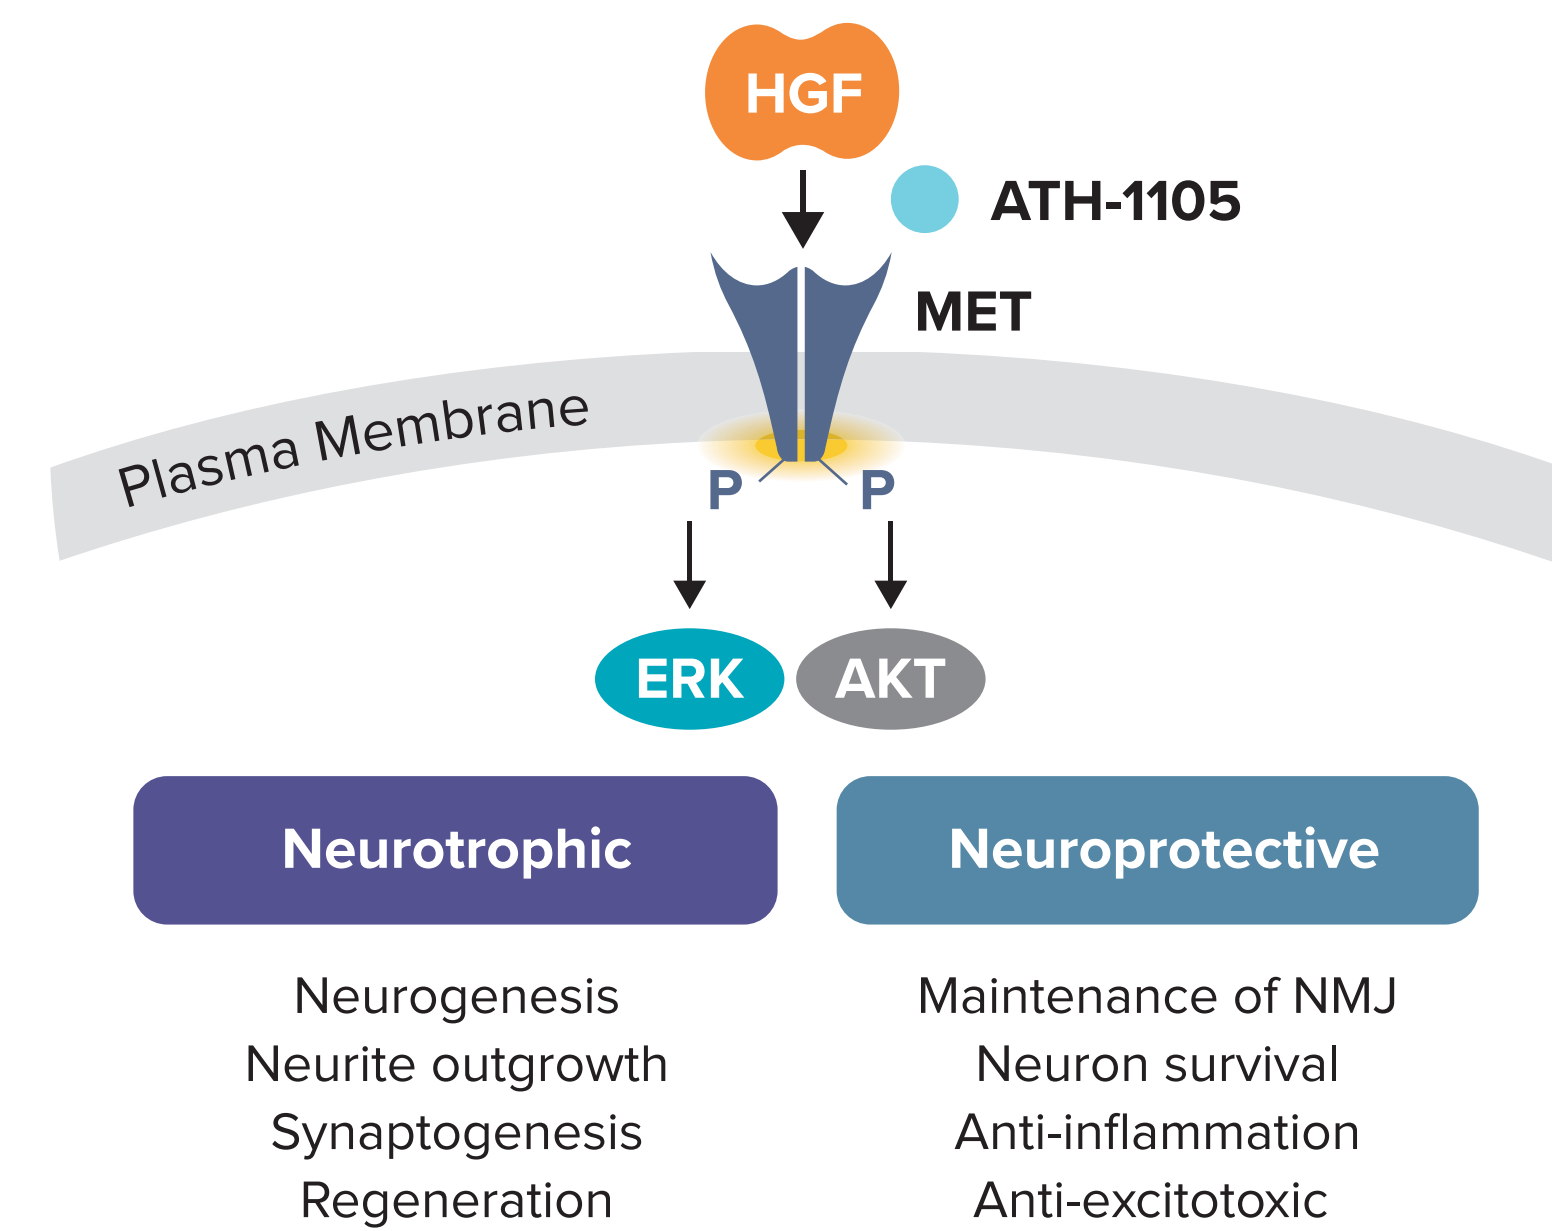 HGF
ATH-1105
MET
Plasma Membrane
P P
ERK AKT
Neurotrophic
Neurogenesis
Neurite outgrowth
Synaptogenesis
Regeneration
Neuroprotective
Maintenance of NMJ
Neuron survival
Anti-inflammation
Anti-excitotoxic